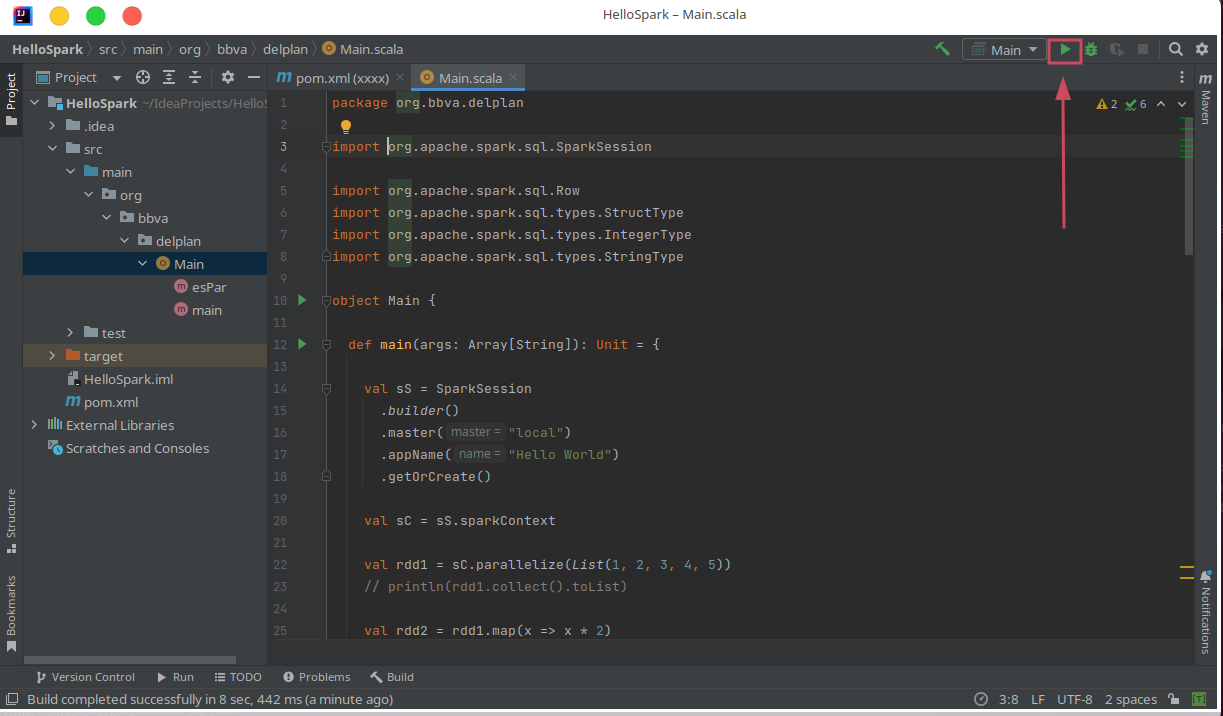 HelloSpark – Main.scala
HelloSpark src main org bbva delplan Main.scala
Main
Project
Project
pom.xml (xxxx)
Main.scala
Maven
HelloSpark ~/IdeaProjects/HelloS
.idea
src
main
org
bbva
delplan
Main
esPar
main
test
target
HelloSpark.iml
pom.xml
External Libraries
Scratches and Consoles
2 6
1 package org.bbva.delplan
2
3 import org.apache.spark.sql.SparkSession
4
5 import org.apache.spark.sql.Row
6 import org.apache.spark.sql.types.StructType
7 import org.apache.spark.sql.types.IntegerType
8 import org.apache.spark.sql.types.StringType
9
10 object Main {
11
12 def main(args: Array[String]): Unit = {
13
14 val sS = SparkSession
15 .builder()
16 .master( master = "local")
17 .appName( name = "Hello World")
18 .getOrCreate()
19
20 val sC = sS.sparkContext
21
22 val rdd1 = sC.parallelize(List(1, 2, 3, 4, 5))
23 // println(rdd1.collect().toList)
24
25 val rdd2 = rdd1.map(x => x * 2)
Structure
Bookmarks
Notifications
Version Control Run TODO Problems Build
Build completed successfully in 8 sec, 442 ms (a minute ago)
3:8 LF UTF-8 2 spaces